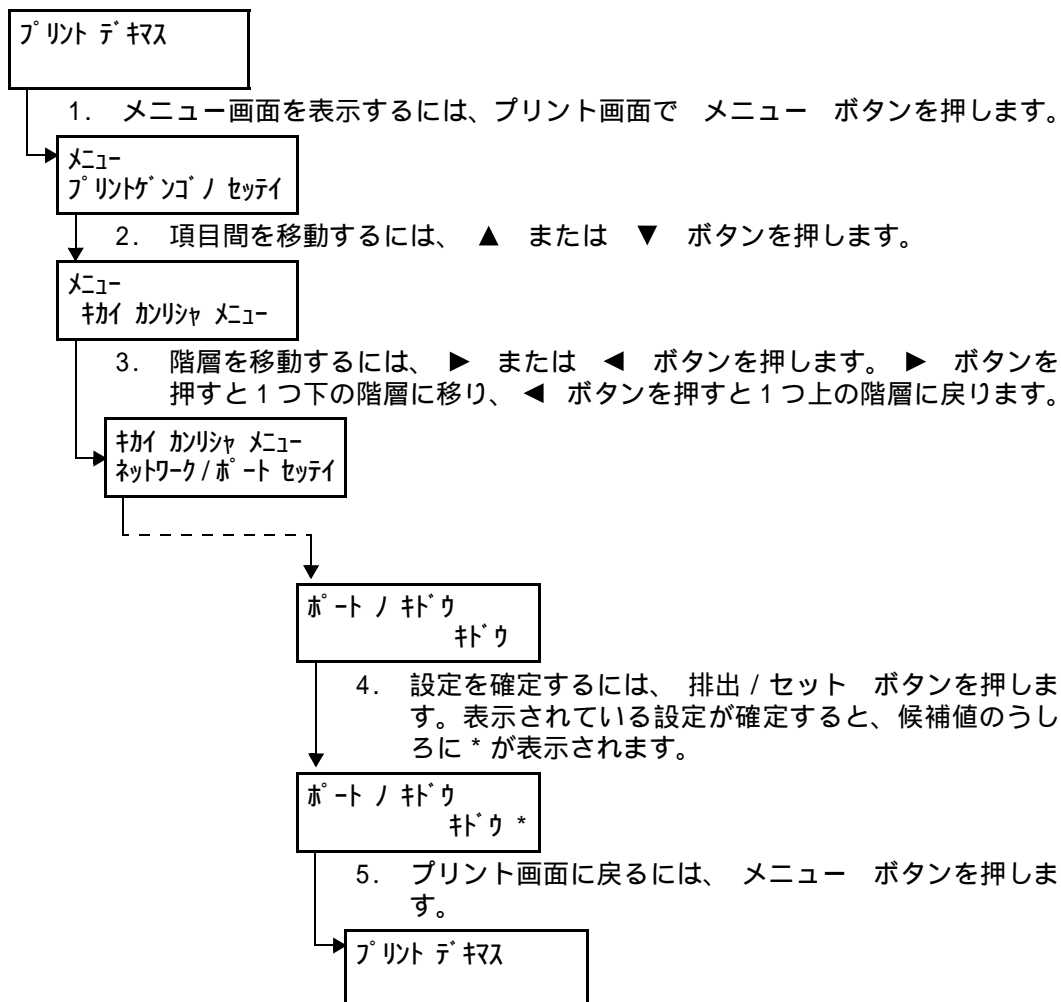 ﾌﾟﾘﾝﾄ ﾃﾞｷﾏｽ
1. メニュー画面を表示するには、プリント画面で メニュー ボタンを押します。
ﾒﾆｭｰ
ﾌﾟﾘﾝﾄｹﾞﾝｺﾞﾉ ｾｯﾃｲ
2. 項目間を移動するには、 ▲ または ▼ ボタンを押します。
ﾒﾆｭｰ
ｷｶｲ ｶﾝﾘｼｬ ﾒﾆｭｰ
3. 階層を移動するには、 ▶ または ◀ ボタンを押します。 ▶ ボタンを
押すと1つ下の階層に移り、 ◀ ボタンを押すと1つ上の階層に戻ります。
ｷｶｲ ｶﾝﾘｼｬ ﾒﾆｭｰ
ﾈｯﾄﾜｰｸ/ﾎﾟｰﾄ ｾｯﾃｲ
ﾎﾟｰﾄ ﾉ ｷﾄﾞｳ
ｷﾄﾞｳ
4. 設定を確定するには、 排出/セット ボタンを押しま
す。表示されている設定が確定すると、候補値のうし
ろに * が表示されます。
ﾎﾟｰﾄ ﾉ ｷﾄﾞｳ
ｷﾄﾞｳ *
5. プリント画面に戻るには、 メニュー ボタンを押しま
す。
ﾌﾟﾘﾝﾄ ﾃﾞｷﾏｽ